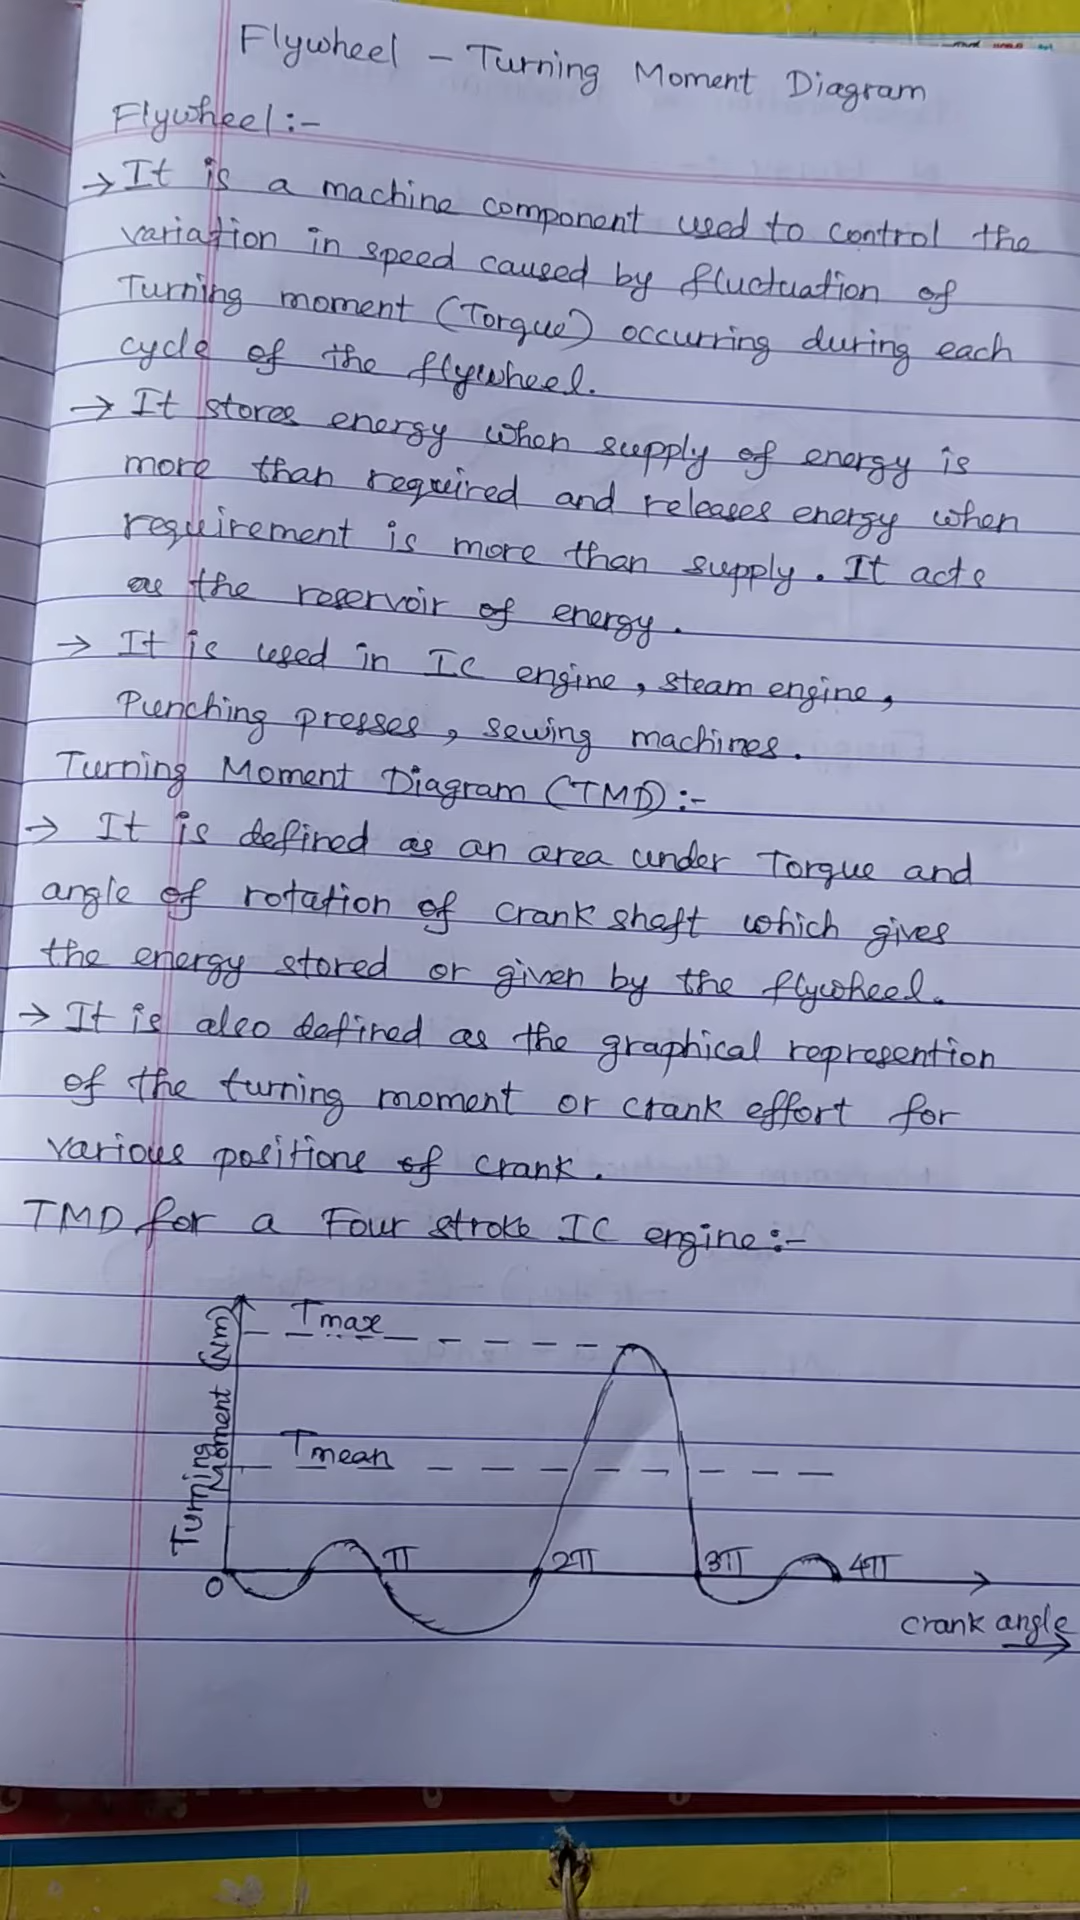 Flywheel - Turning Moment Diagram
Flywheel :-
→ It is a machine component used to control the
variation in speed caused by fluctuation of
Turning moment (Torque) occurring during each
cycle of the flywheel.
→ It stores energy when supply of energy is
more than required and releases energy when
requirement is more than supply. It acts
as the reservoir of energy.
→ It is used in IC engine, steam engine,
Punching presses, sewing machines.
Turning Moment Diagram (TMD) :-
→ It is defined as an area under Torque and
angle of rotation of crank shaft which gives
the energy stored or given by the flywheel.
→ It is also defined as the graphical represention
of the turning moment or crank effort for
various positions of crank.
TMD for a Four stroke IC engine :-
Tmax
Turning Moment (Nm)
Tmean
0 π 2π 3π 4π
crank angle